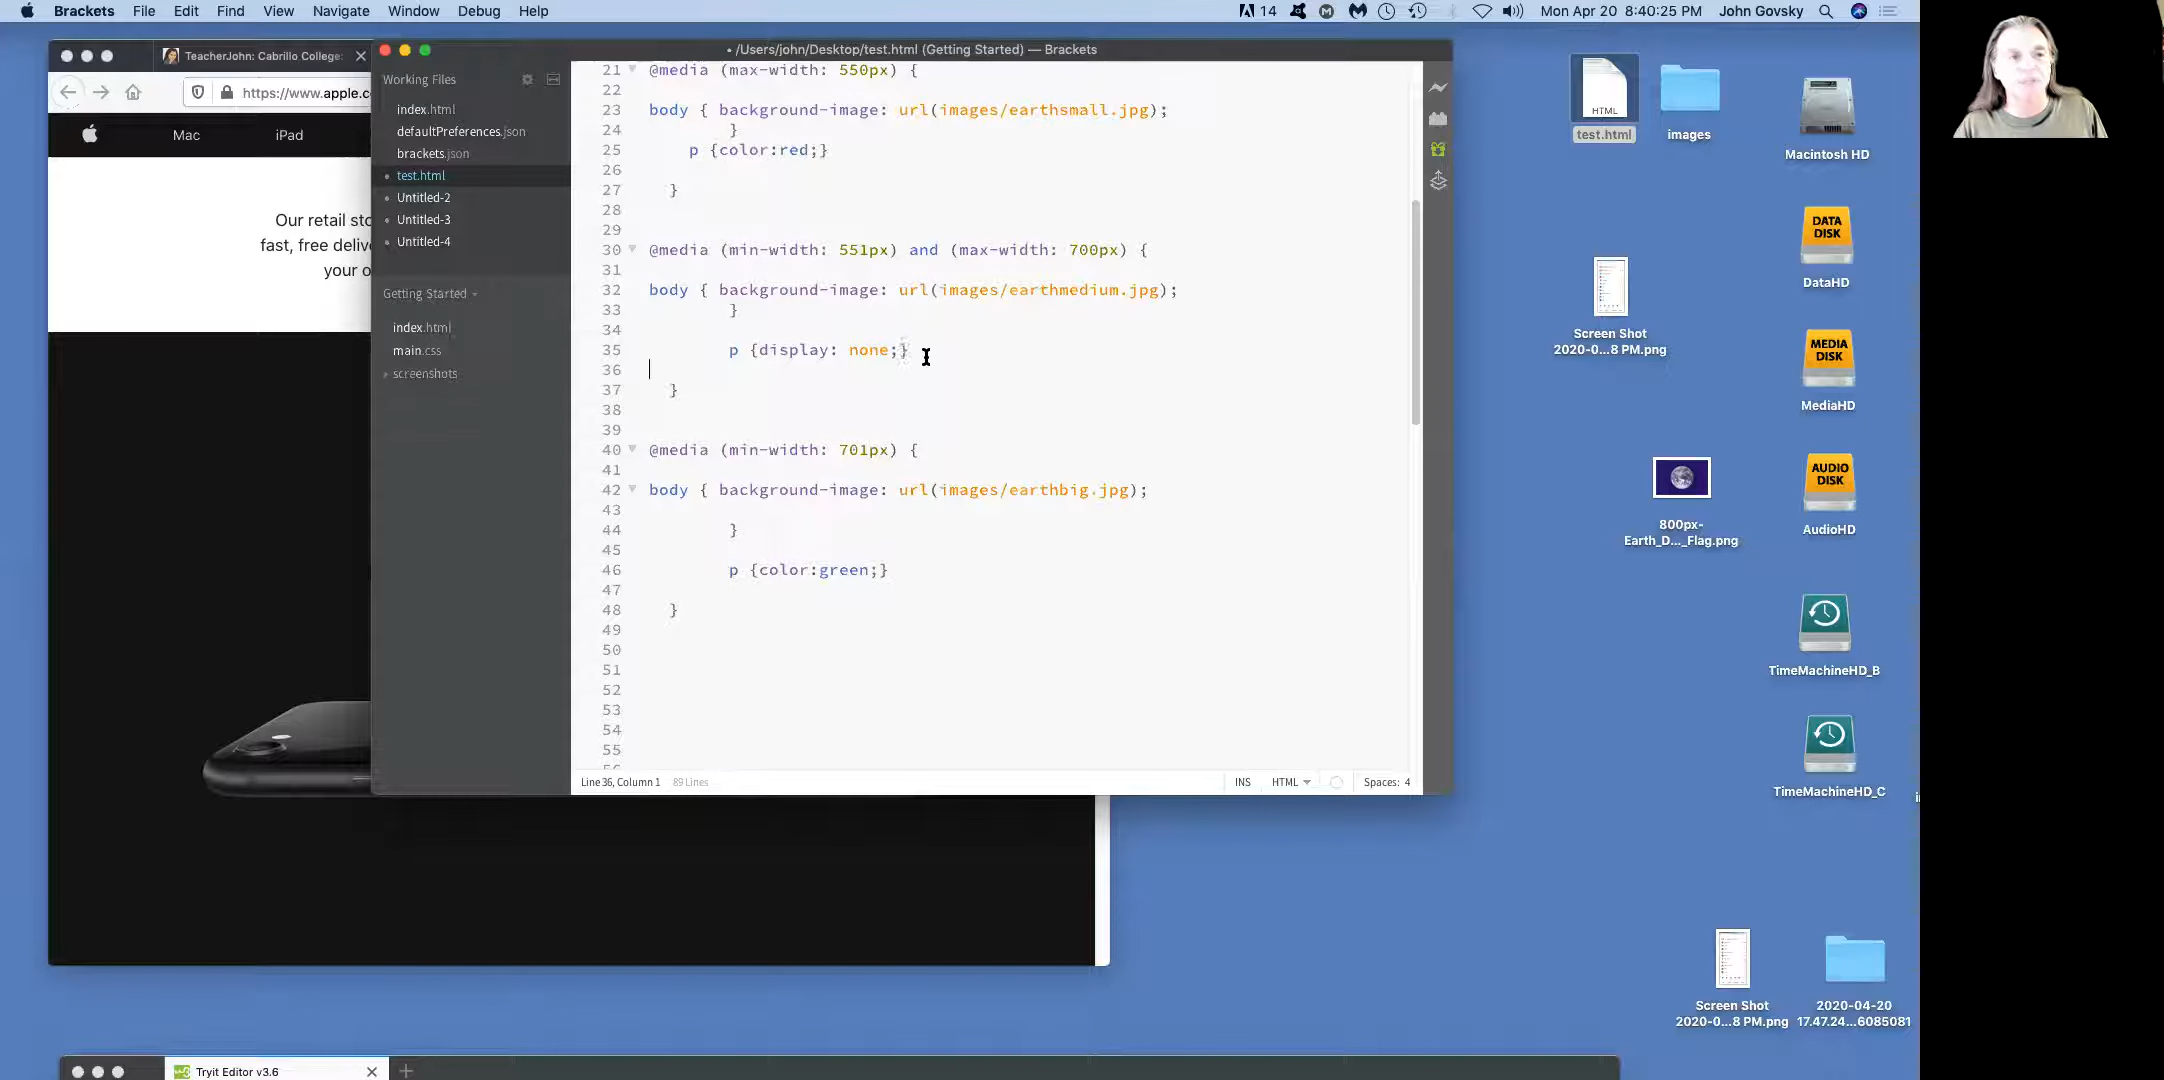 Brackets File Edit Find View Navigate Window Debug Help
14 Mon Apr 20 8:40:25 PM John Govsky
TeacherJohn: Cabrillo College:
https://www.apple.c
Mac iPad
Our retail sto
fast, free deliv
your o
• /Users/john/Desktop/test.html (Getting Started) — Brackets
Working Files
index.html
defaultPreferences.json
brackets.json
test.html
Untitled-2
Untitled-3
Untitled-4
Getting Started
index.html
main.css
screenshots
21 @media (max-width: 550px) {
22
23 body { background-image: url(images/earthsmall.jpg);
24 }
25 p {color:red;}
26
27 }
28
29
30 @media (min-width: 551px) and (max-width: 700px) {
31
32 body { background-image: url(images/earthmedium.jpg);
33 }
34
35 p {display: none;}
36
37 }
38
39
40 @media (min-width: 701px) {
41
42 body { background-image: url(images/earthbig.jpg);
43
44 }
45
46 p {color:green;}
47
48 }
49
50
51
52
53
54
55
Line 36, Column 1 89 Lines
INS HTML Spaces: 4
HTML
test.html
images
Macintosh HD
DATA
DISK
DataHD
Screen Shot
2020-0...8 PM.png
MEDIA
DISK
MediaHD
800px-
Earth_D..._Flag.png
AUDIO
DISK
AudioHD
TimeMachineHD_B
TimeMachineHD_C
Screen Shot
2020-0...8 PM.png
2020-04-20
17.47.24...6085081
Tryit Editor v3.6